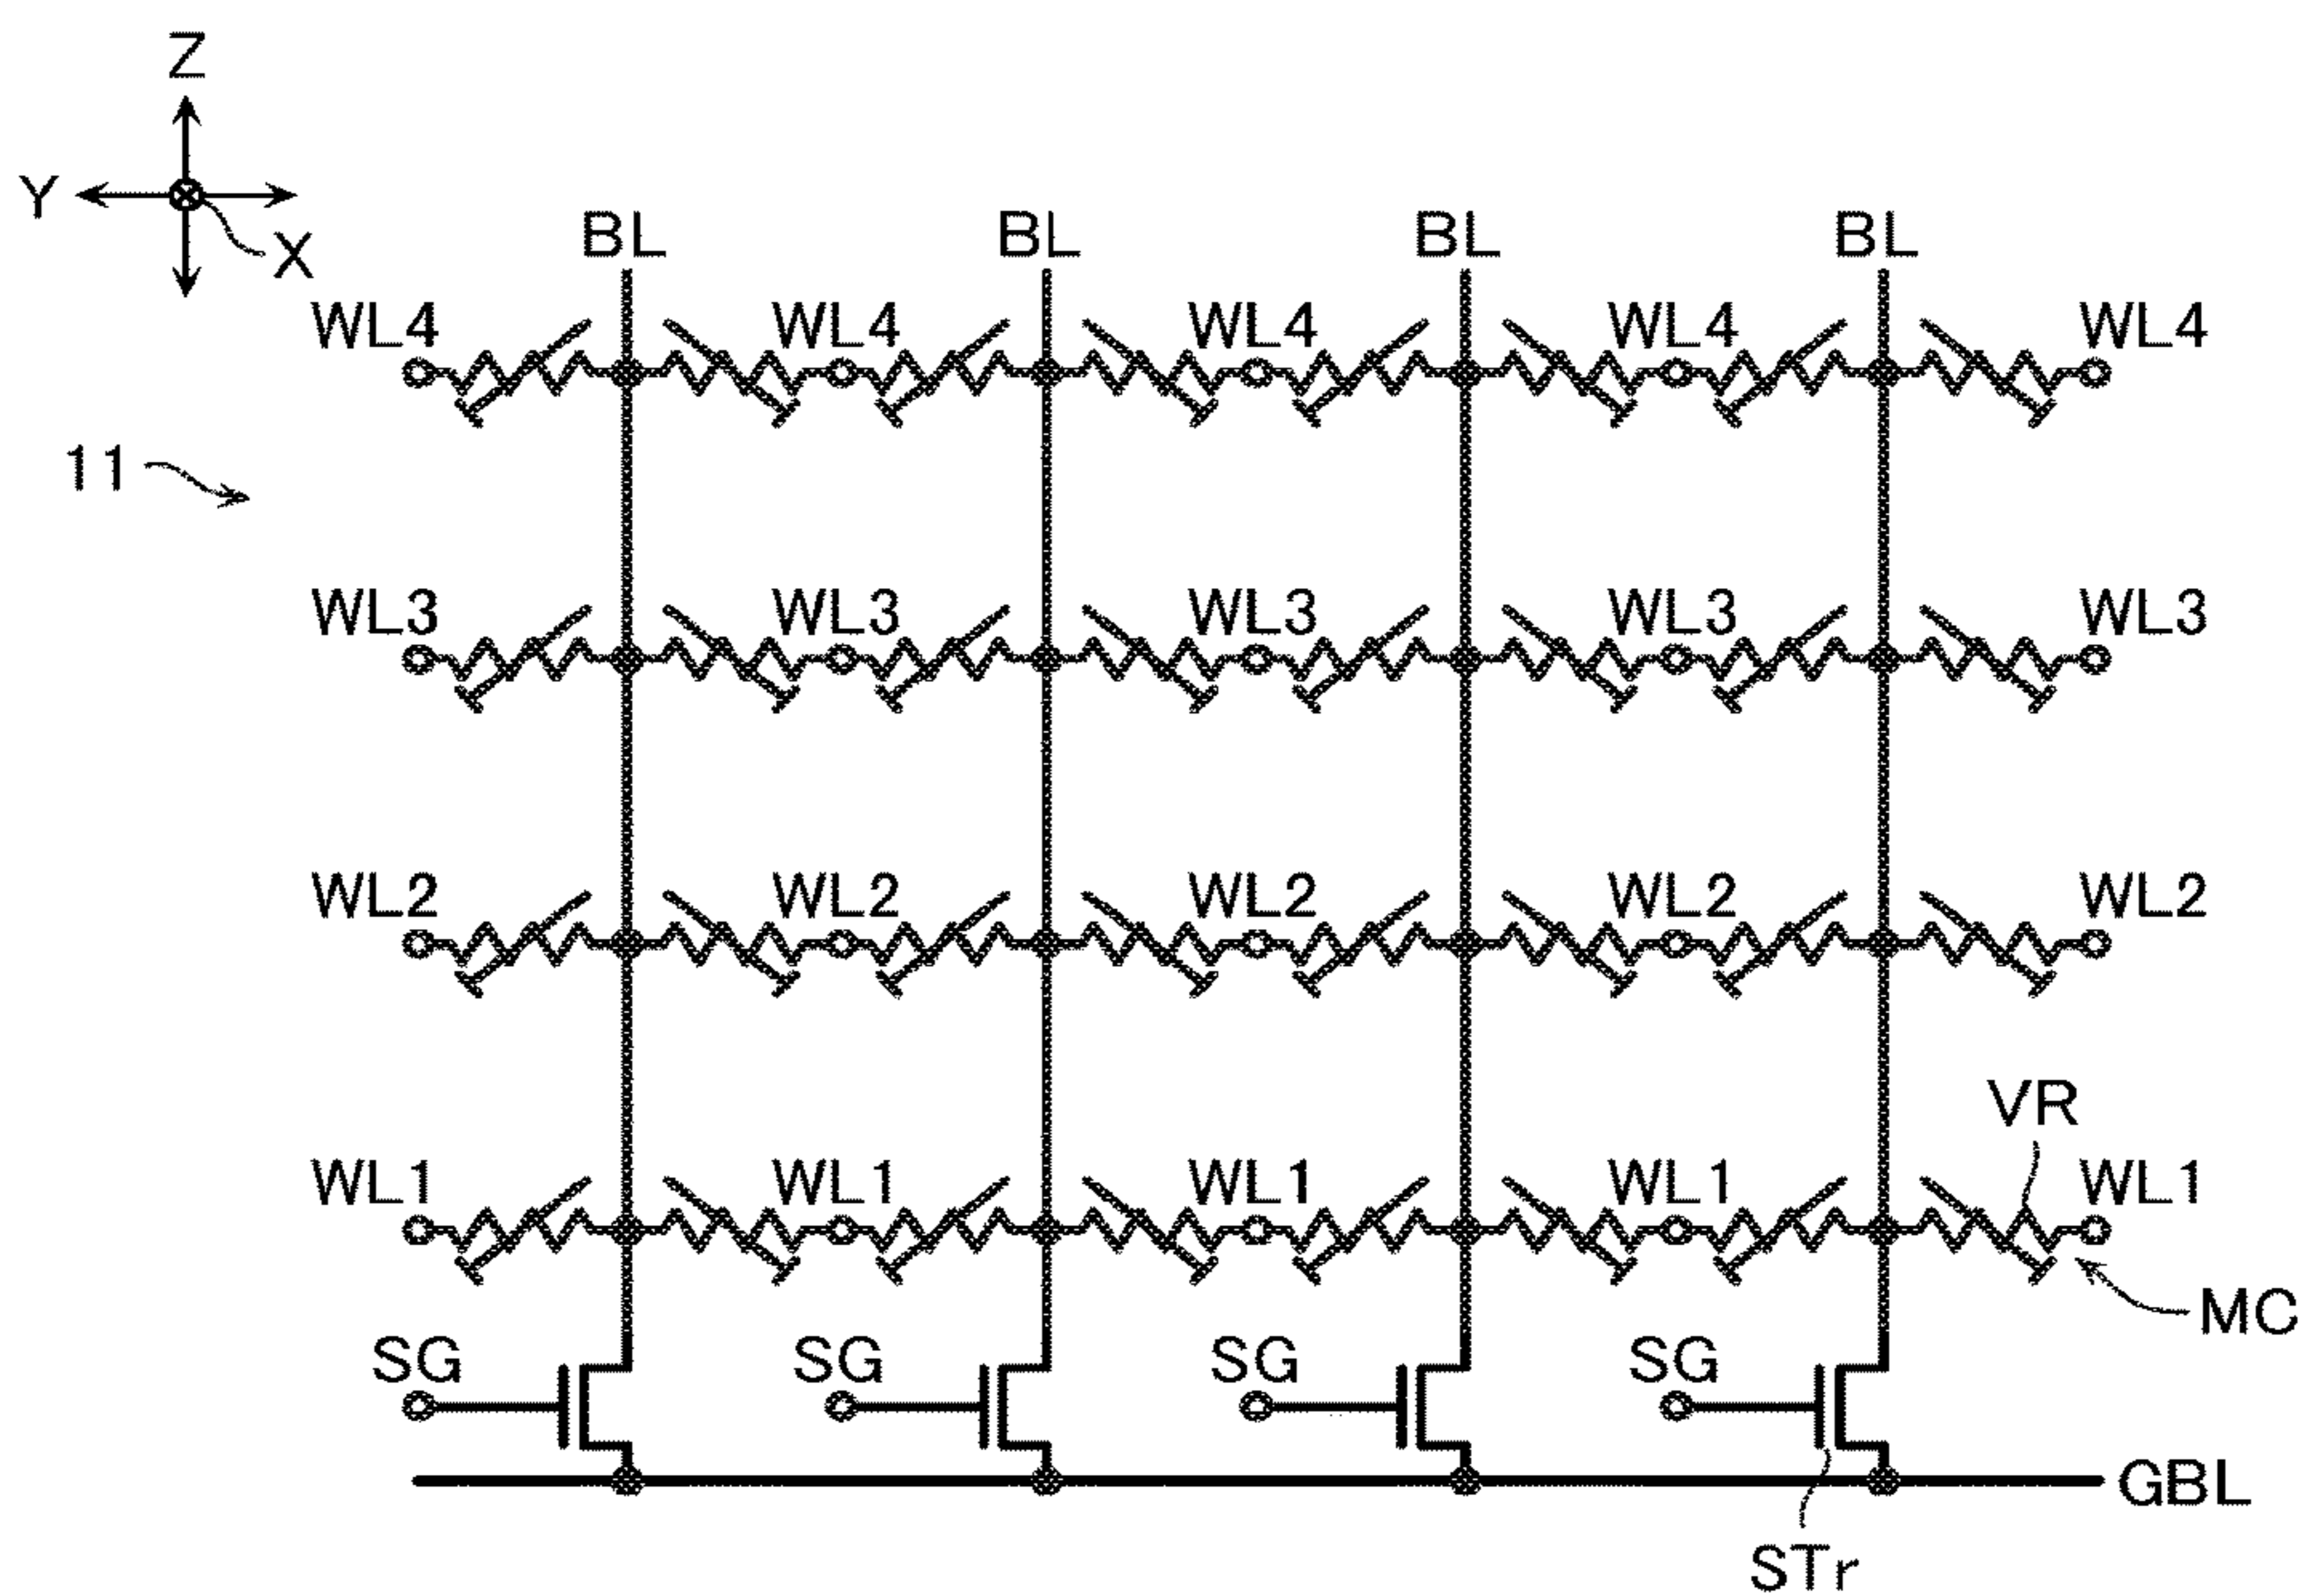 Z
Y
X
BL BL BL BL
WL4 WL4 WL4 WL4 WL4
11
WL3 WL3 WL3 WL3 WL3
WL2 WL2 WL2 WL2 WL2
VR
WL1 WL1 WL1 WL1 WL1
MC
SG SG SG SG
GBL
STr